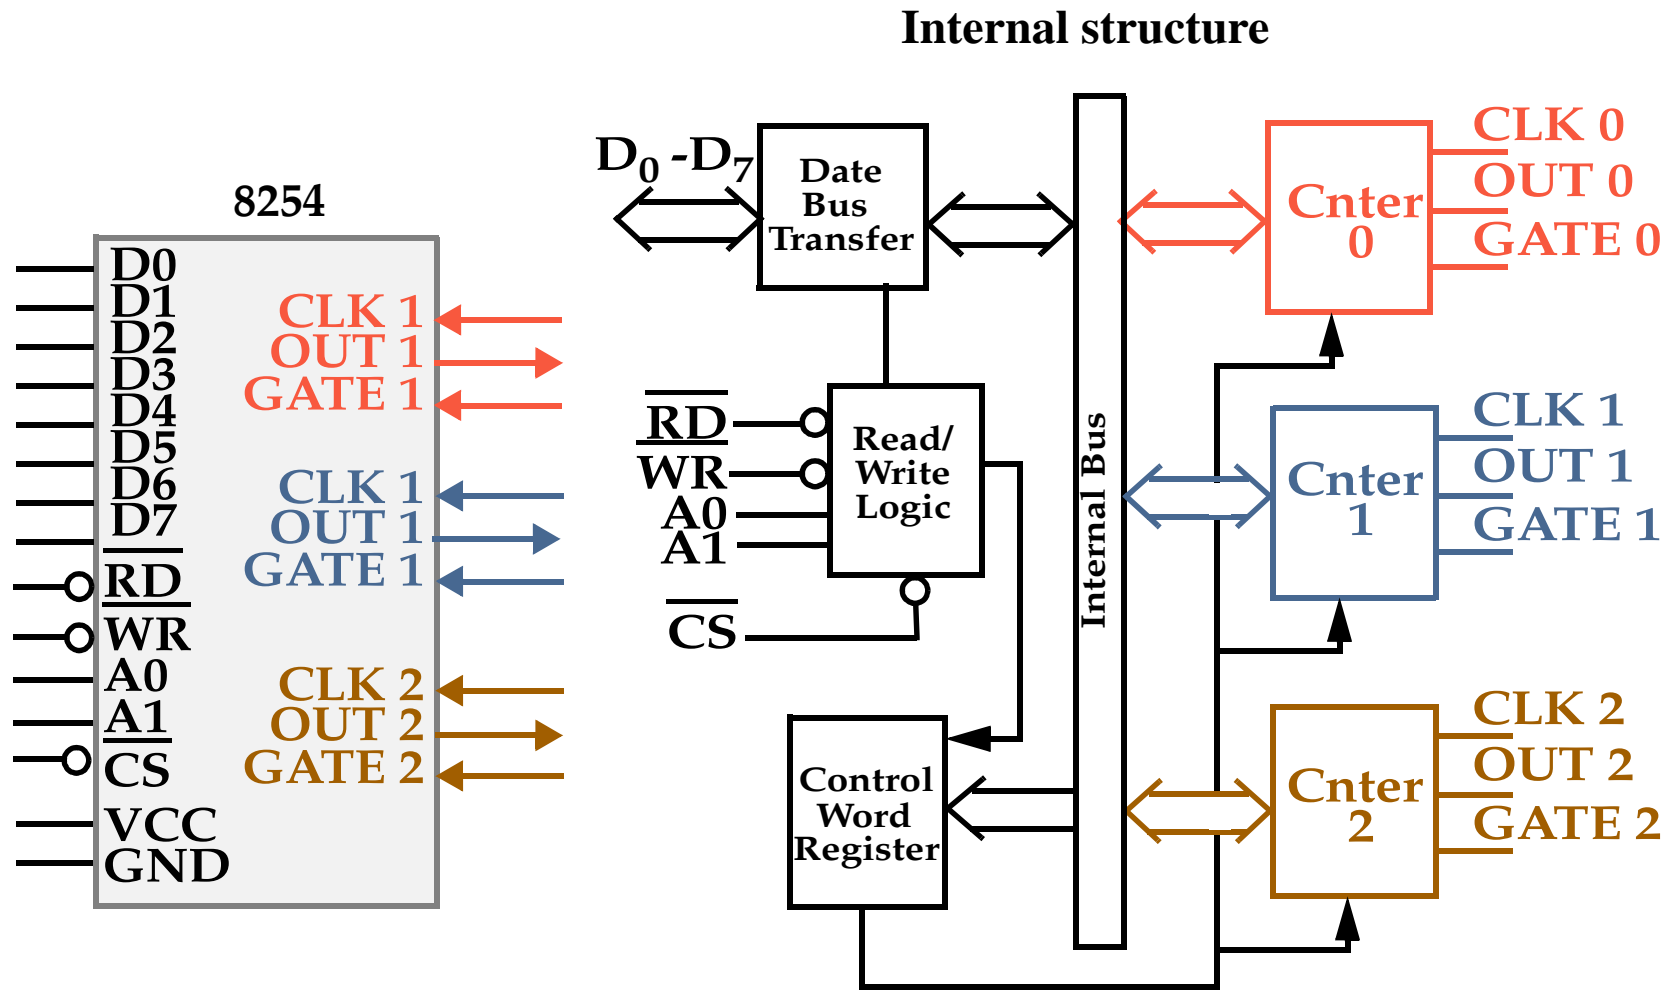 Internal structure
8254
D0
D1
D2
D3
D4
D5
D6
D7
RD
WR
A0
A1
CS
VCC
GND
CLK 1
OUT 1
GATE 1
CLK 1
OUT 1
GATE 1
CLK 2
OUT 2
GATE 2
D0 -D7
Date
Bus
Transfer
RD
WR
A0
A1
CS
Read/
Write
Logic
Control
Word
Register
Internal Bus
Cnter
0
CLK 0
OUT 0
GATE 0
Cnter
1
CLK 1
OUT 1
GATE 1
Cnter
2
CLK 2
OUT 2
GATE 2